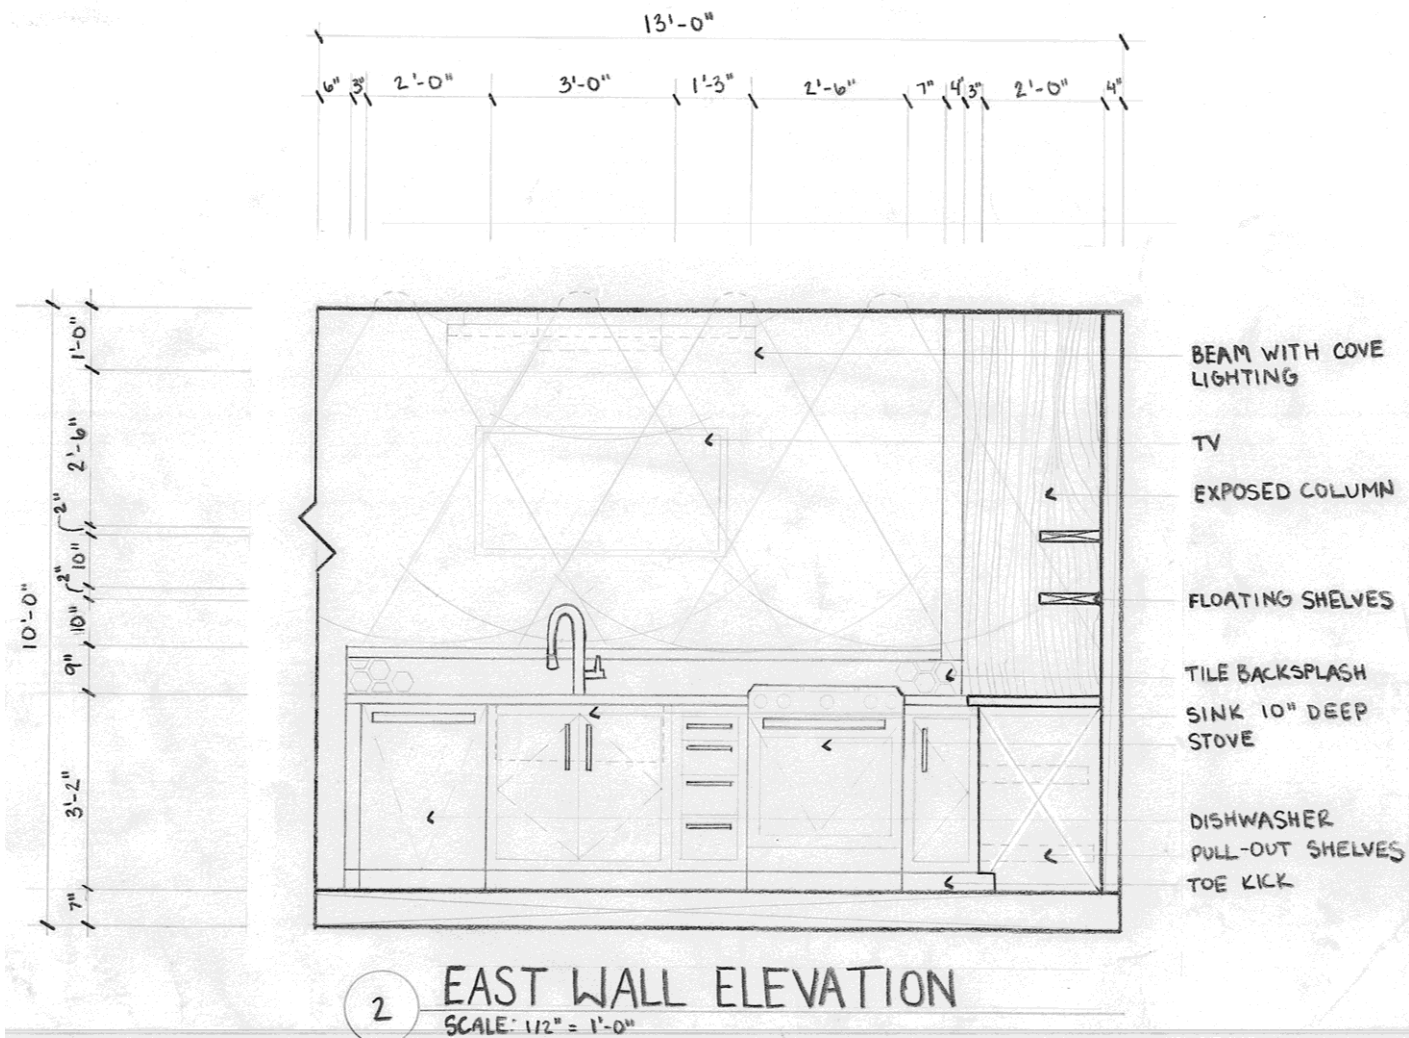 13'-0"
6" 3" 2'-0" 3'-0" 1'-3" 2'-6" 7" 4" 3" 2'-0" 4"
1'-0"
2'-6"
2"
10"
2"
10"
9"
3'-2"
7"
10'-0"
BEAM WITH COVE
LIGHTING
TV
EXPOSED COLUMN
FLOATING SHELVES
TILE BACKSPLASH
SINK 10" DEEP
STOVE
DISHWASHER
PULL-OUT SHELVES
TOE KICK
2 EAST WALL ELEVATION
SCALE: 1/2" = 1'-0"